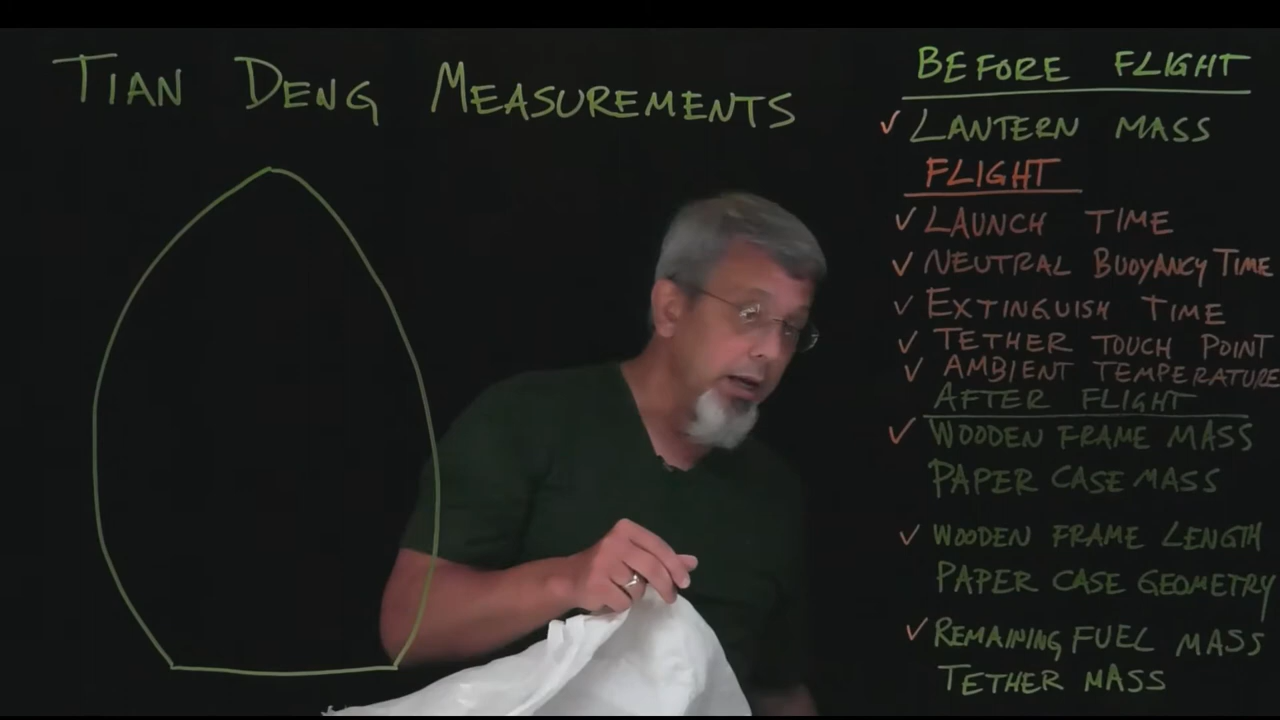 TIAN DENG MEASUREMENTS
BEFORE FLIGHT
✓ LANTERN MASS
FLIGHT
✓ LAUNCH TIME
✓ NEUTRAL BUOYANCY TIME
✓ EXTINGUISH TIME
✓ TETHER TOUCH POINT
✓ AMBIENT TEMPERATURE
AFTER FLIGHT
✓ WOODEN FRAME MASS
PAPER CASE MASS
✓ WOODEN FRAME LENGTH
PAPER CASE GEOMETRY
✓ REMAINING FUEL MASS
TETHER MASS